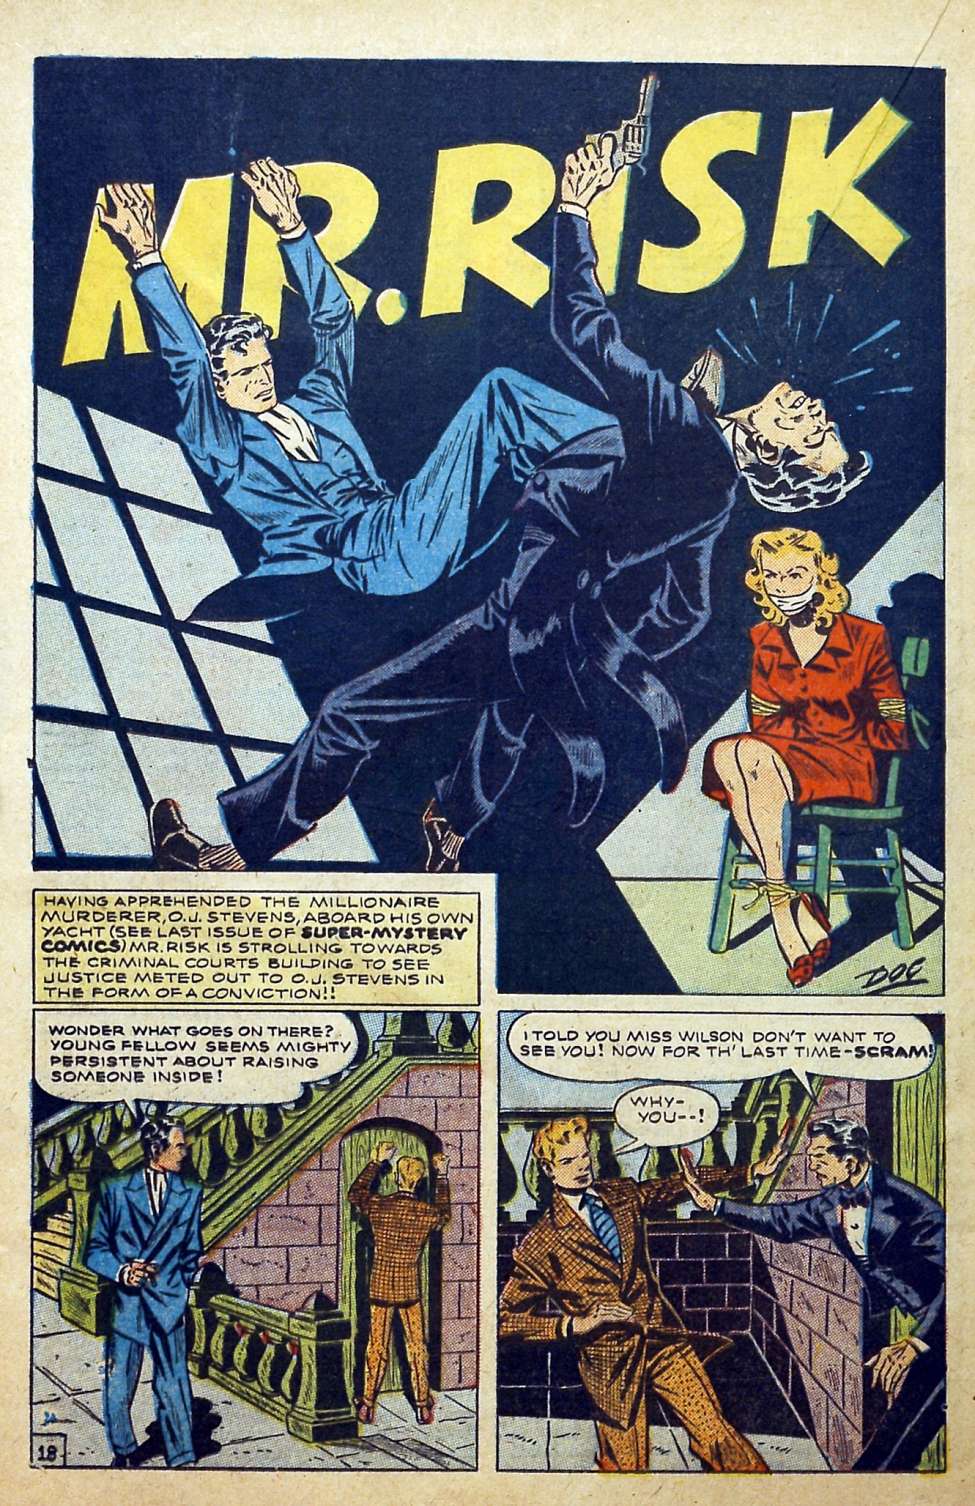 MR. RISK
DOC
HAVING APPREHENDED THE MILLIONAIRE
MURDERER, O.J. STEVENS, ABOARD HIS OWN
YACHT (SEE LAST ISSUE OF SUPER-MYSTERY
COMICS) MR. RISK IS STROLLING TOWARDS
THE CRIMINAL COURTS BUILDING TO SEE
JUSTICE METED OUT TO O.J. STEVENS IN
THE FORM OF A CONVICTION!!
WONDER WHAT GOES ON THERE?
YOUNG FELLOW SEEMS MIGHTY
PERSISTENT ABOUT RAISING
SOMEONE INSIDE!
18
I TOLD YOU MISS WILSON DON'T WANT TO
SEE YOU! NOW FOR TH' LAST TIME-SCRAM!
WHY-
YOU--!